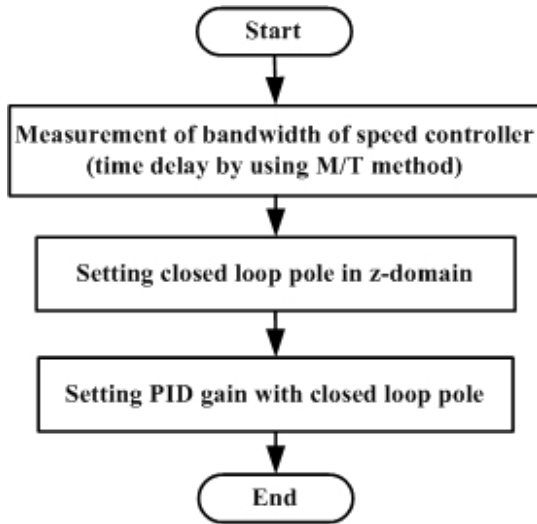 Start
Measurement of bandwidth of speed controller
(time delay by using M/T method)
Setting closed loop pole in z-domain
Setting PID gain with closed loop pole
End